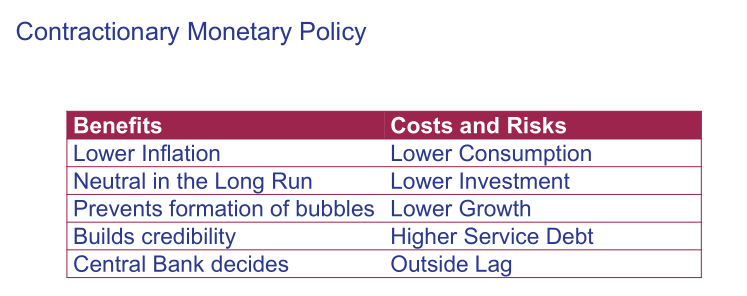 Contractionary Monetary Policy
Benefits Costs and Risks
Lower Inflation Lower Consumption
Neutral in the Long Run Lower Investment
Prevents formation of bubbles Lower Growth
Builds credibility Higher Service Debt
Central Bank decides Outside Lag